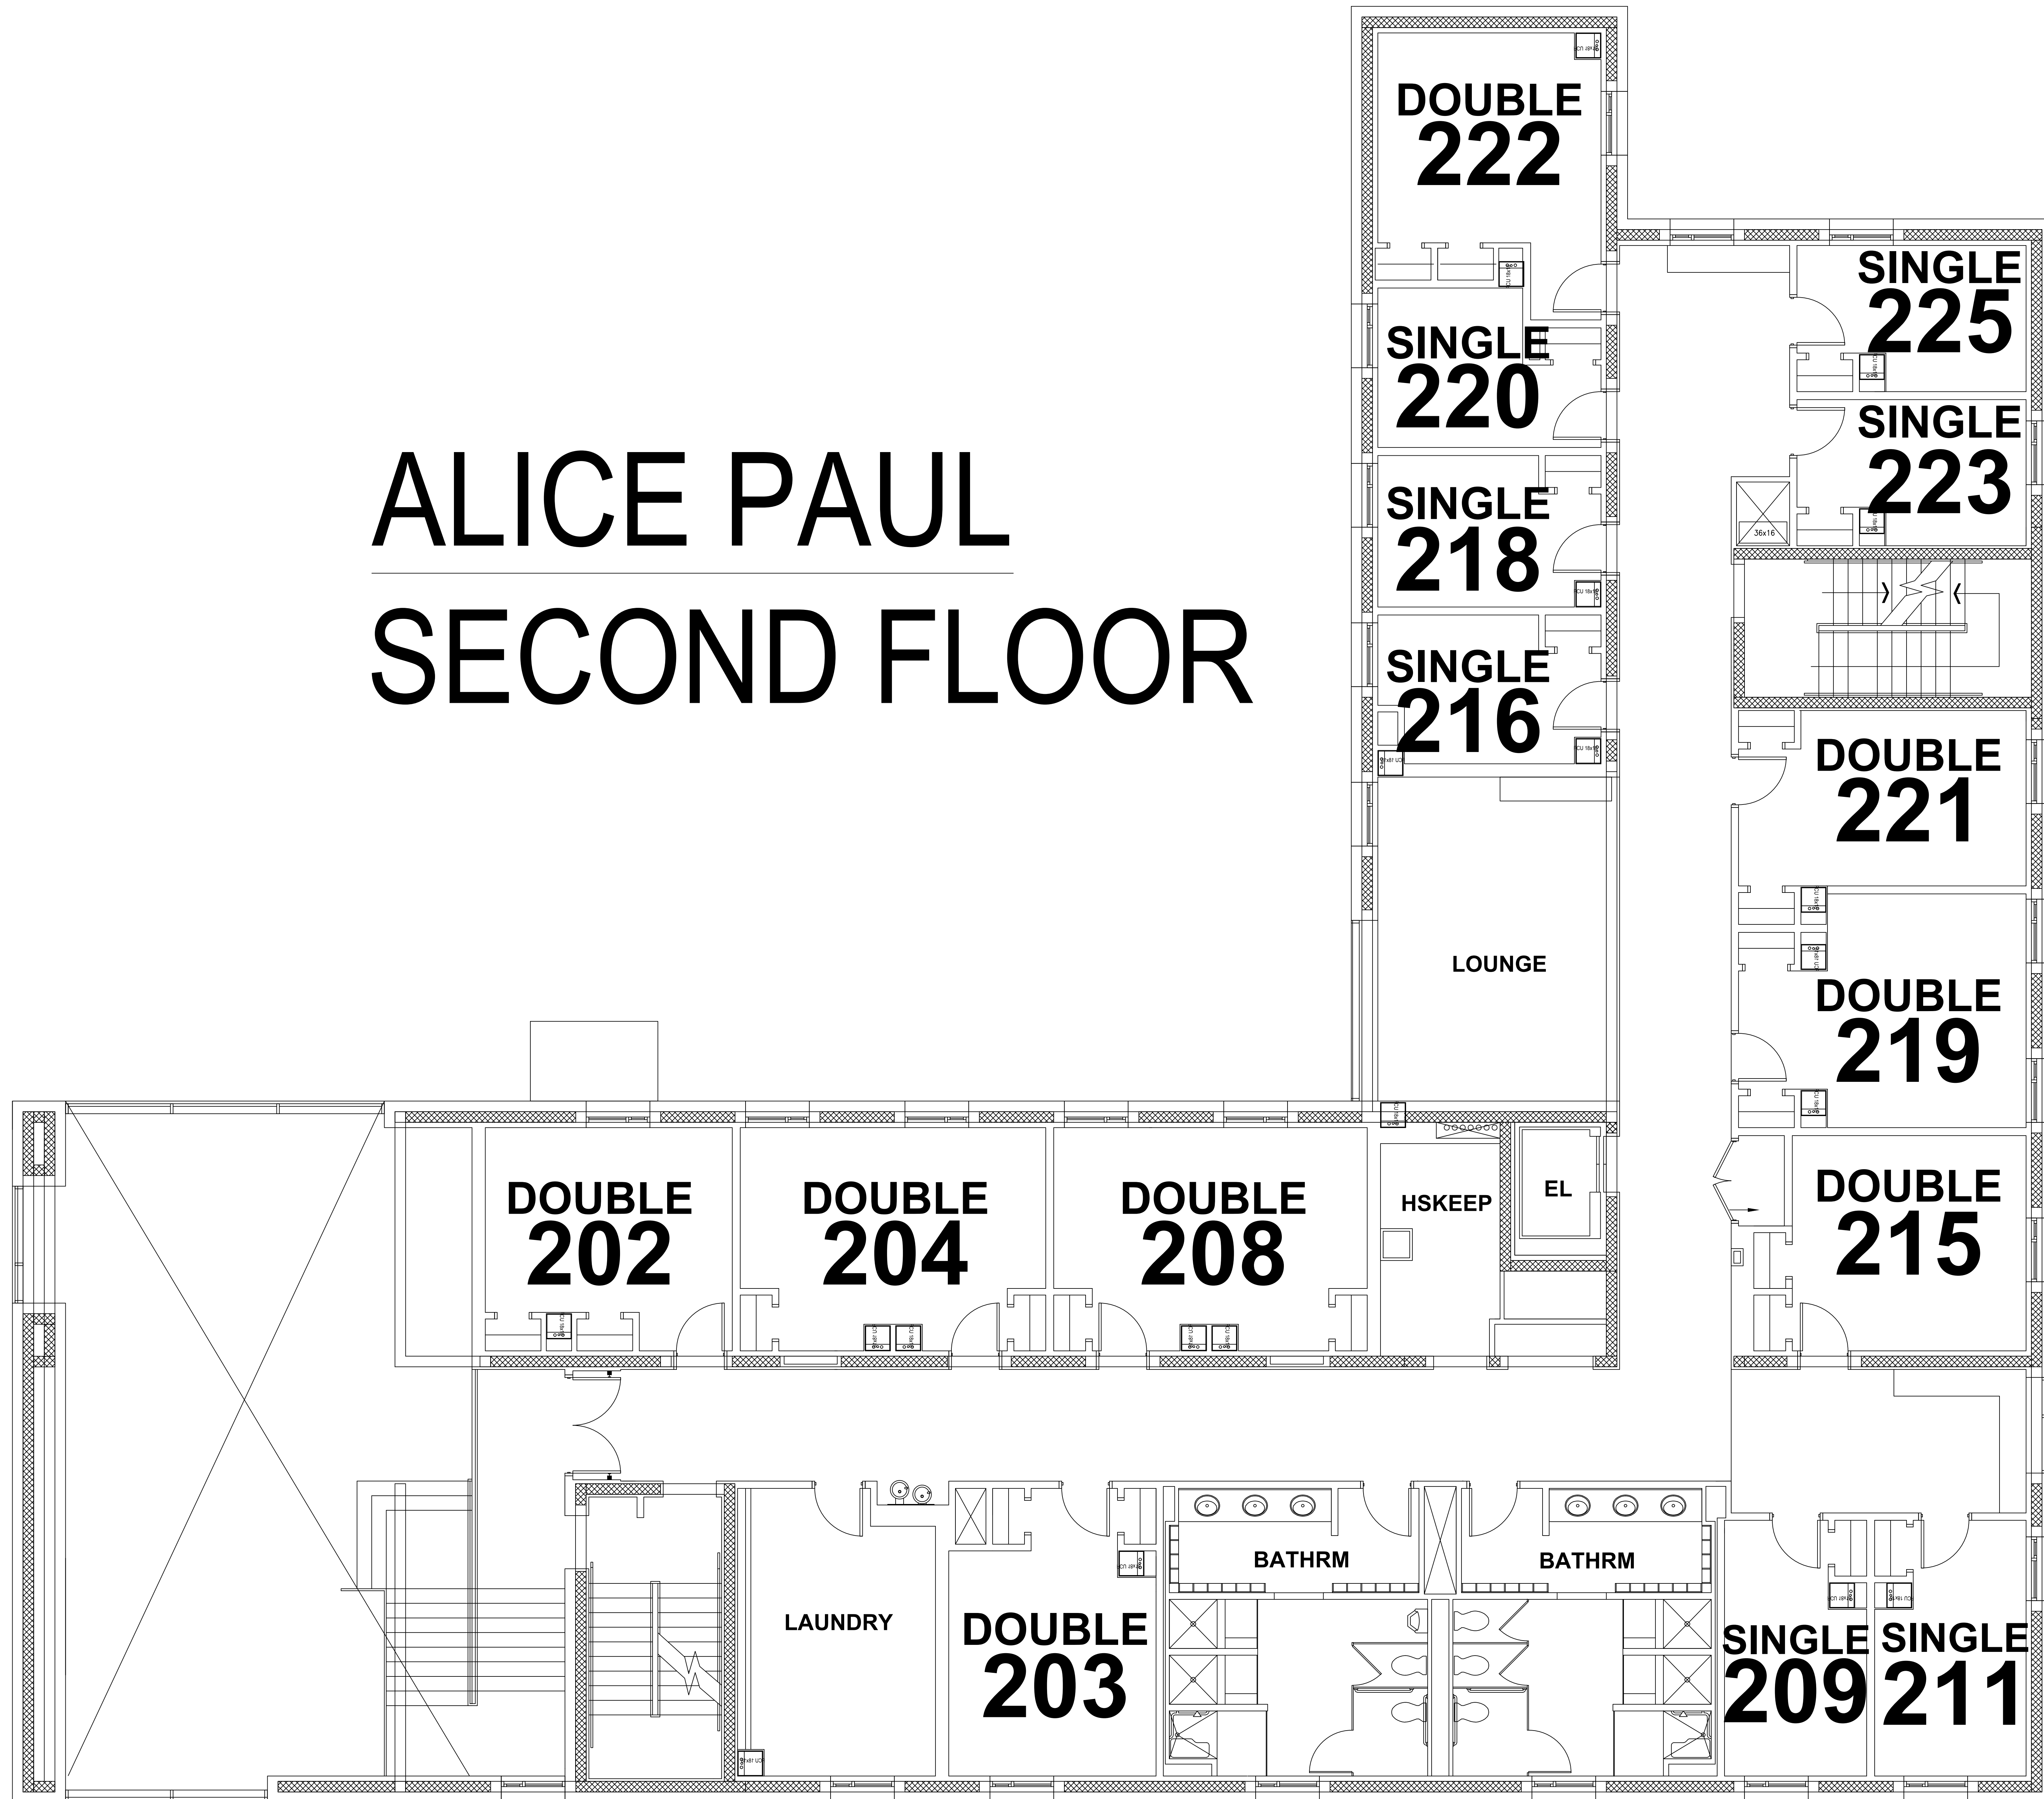 ALICE PAUL
SECOND FLOOR
DOUBLE
222
SINGLE
225
SINGLE
220
SINGLE
223
SINGLE
218
36x16
SINGLE
216
DOUBLE
221
LOUNGE
DOUBLE
219
DOUBLE
202
DOUBLE
204
DOUBLE
208
HSKEEP
EL
DOUBLE
215
LAUNDRY
DOUBLE
203
BATHRM
BATHRM
SINGLE
209
SINGLE
211